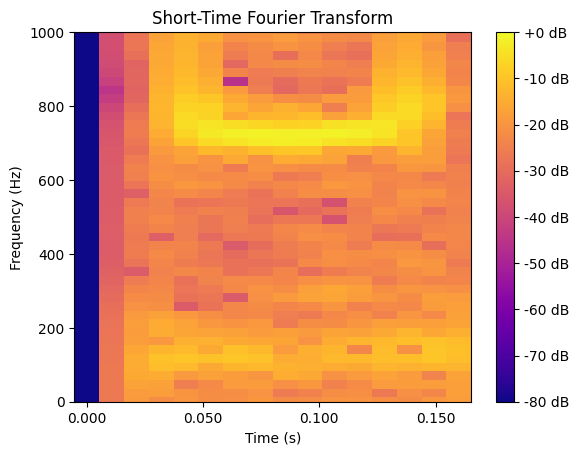 Short-Time Fourier Transform
Frequency (Hz)
1000
800
600
400
200
0
0.000
0.050
0.100
0.150
Time (s)
+0 dB
-10 dB
-20 dB
-30 dB
-40 dB
-50 dB
-60 dB
-70 dB
-80 dB